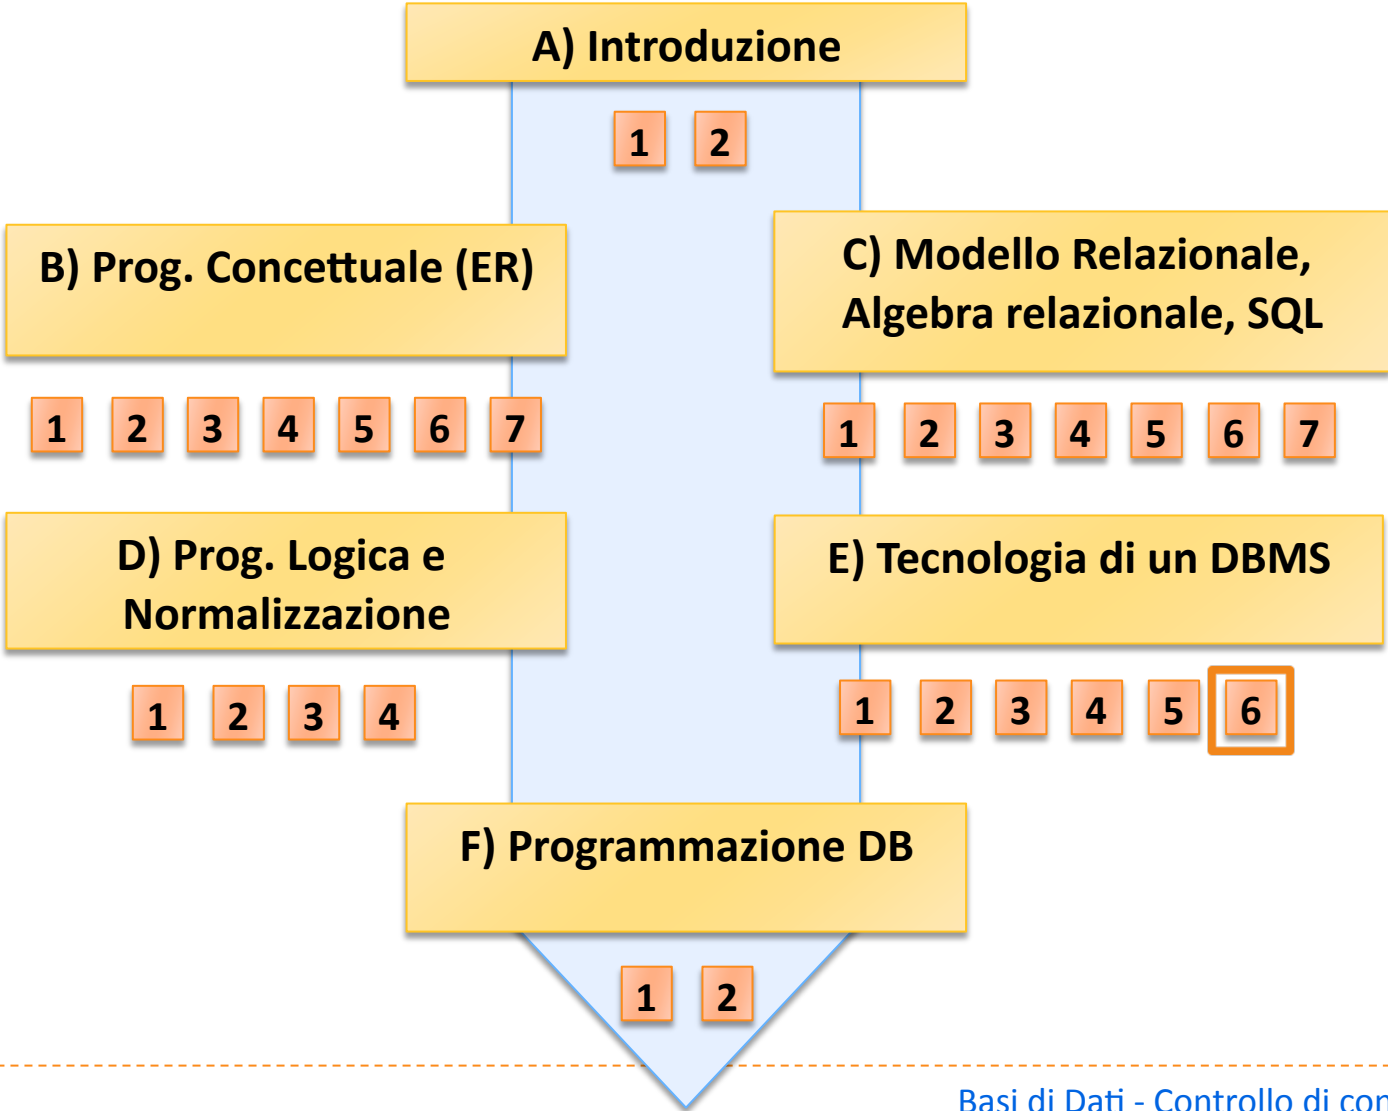 A) Introduzione
1 2
B) Prog. Concettuale (ER)
C) Modello Relazionale,
Algebra relazionale, SQL
1 2 3 4 5 6 7
1 2 3 4 5 6 7
D) Prog. Logica e
Normalizzazione
E) Tecnologia di un DBMS
1 2 3 4
1 2 3 4 5 6
F) Programmazione DB
1 2
Basi di Dati - Controllo di